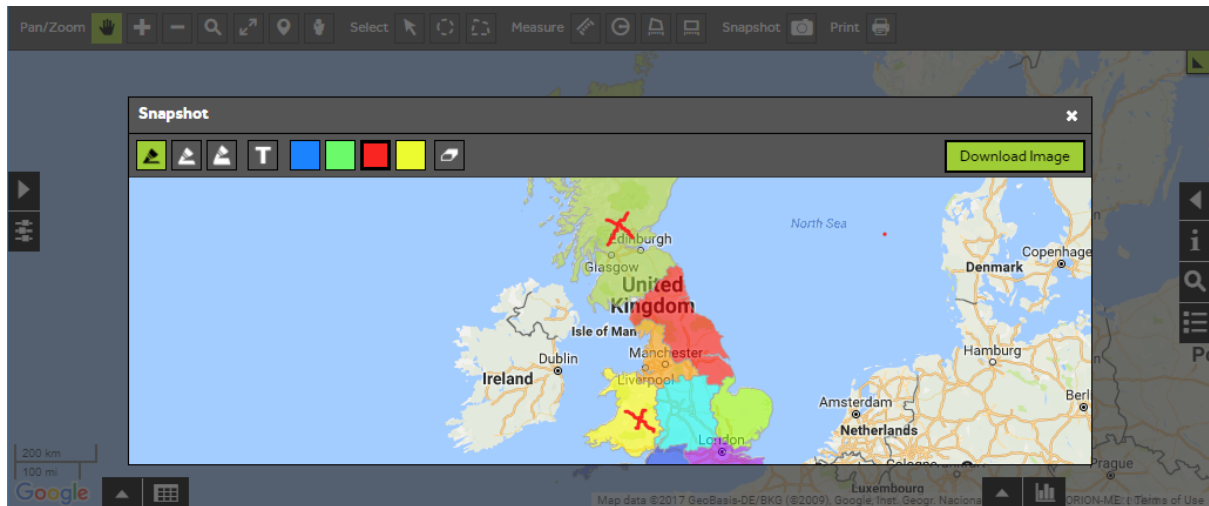 Pan/Zoom Select Measure Snapshot Print
Snapshot
T Download Image
North Sea
Edinburgh
Copenhage
Glasgow
Denmark
United
Kingdom
Isle of Man
Manchester
Hamburg
Dublin
Ireland
Liverpool
Amsterdam
Berl
Netherlands
London
200 km
100 mi
Prague
Luxembourg
Google
Map data ©2017 GeoBasis-DE/BKG (©2009), Google, Inst. Geogr. Naciona
ORION-ME: t Terms of Use